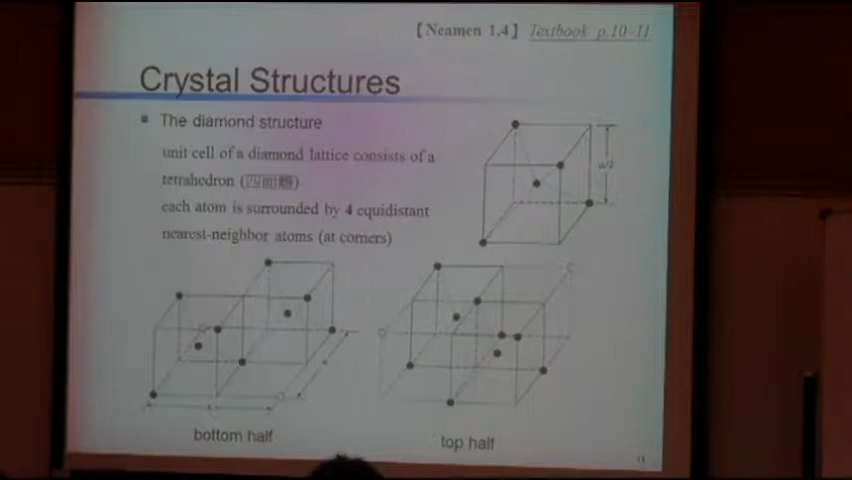 【Neamen 1.4】 Textbook p.10~11
Crystal Structures
The diamond structure
unit cell of a diamond lattice consists of a
tetrahedron (四面體)
each atom is surrounded by 4 equidistant
nearest-neighbor atoms (at corners)
a/2
bottom half
top half